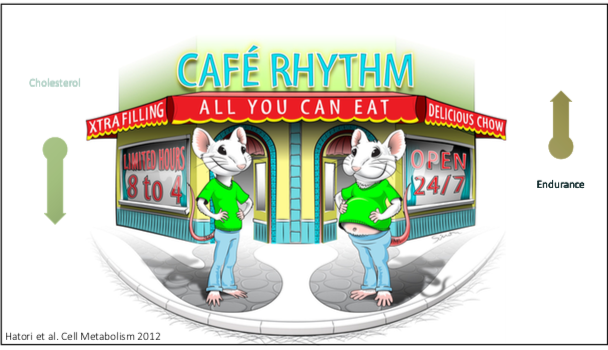 CAFÉ RHYTHM
Cholesterol
XTRA FILLING
ALL YOU CAN EAT
DELICIOUS CHOW
LIMITED HOURS
8 to 4
OPEN
24/7
Endurance
Hatori et al. Cell Metabolism 2012